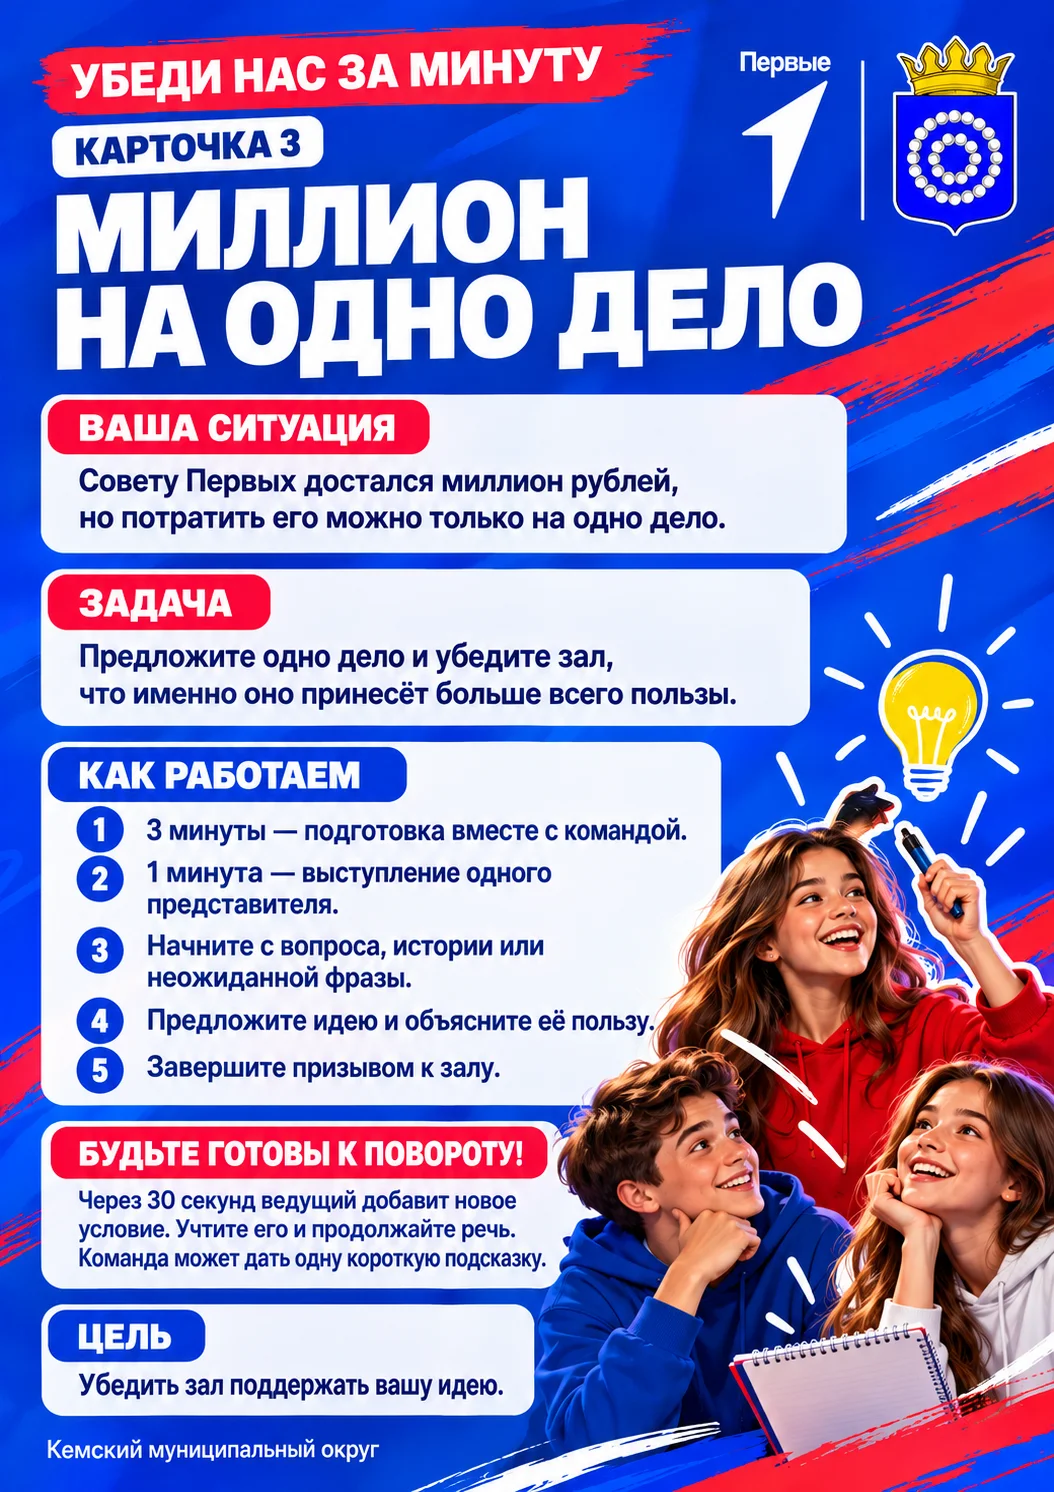 УБЕДИ НАС ЗА МИНУТУ
Первые
КАРТОЧКА 3
МИЛЛИОН
НА ОДНО ДЕЛО
ВАША СИТУАЦИЯ
Совету Первых достался миллион рублей,
но потратить его можно только на одно дело.
ЗАДАЧА
Предложите одно дело и убедите зал,
что именно оно принесёт больше всего пользы.
КАК РАБОТАЕМ
1 3 минуты — подготовка вместе с командой.
2 1 минута — выступление одного
представителя.
3 Начните с вопроса, истории или
неожиданной фразы.
4 Предложите идею и объясните её пользу.
5 Завершите призывом к залу.
БУДЬТЕ ГОТОВЫ К ПОВОРОТУ!
Через 30 секунд ведущий добавит новое
условие. Учтите его и продолжайте речь.
Команда может дать одну короткую подсказку.
ЦЕЛЬ
Убедить зал поддержать вашу идею.
Кемский муниципальный округ